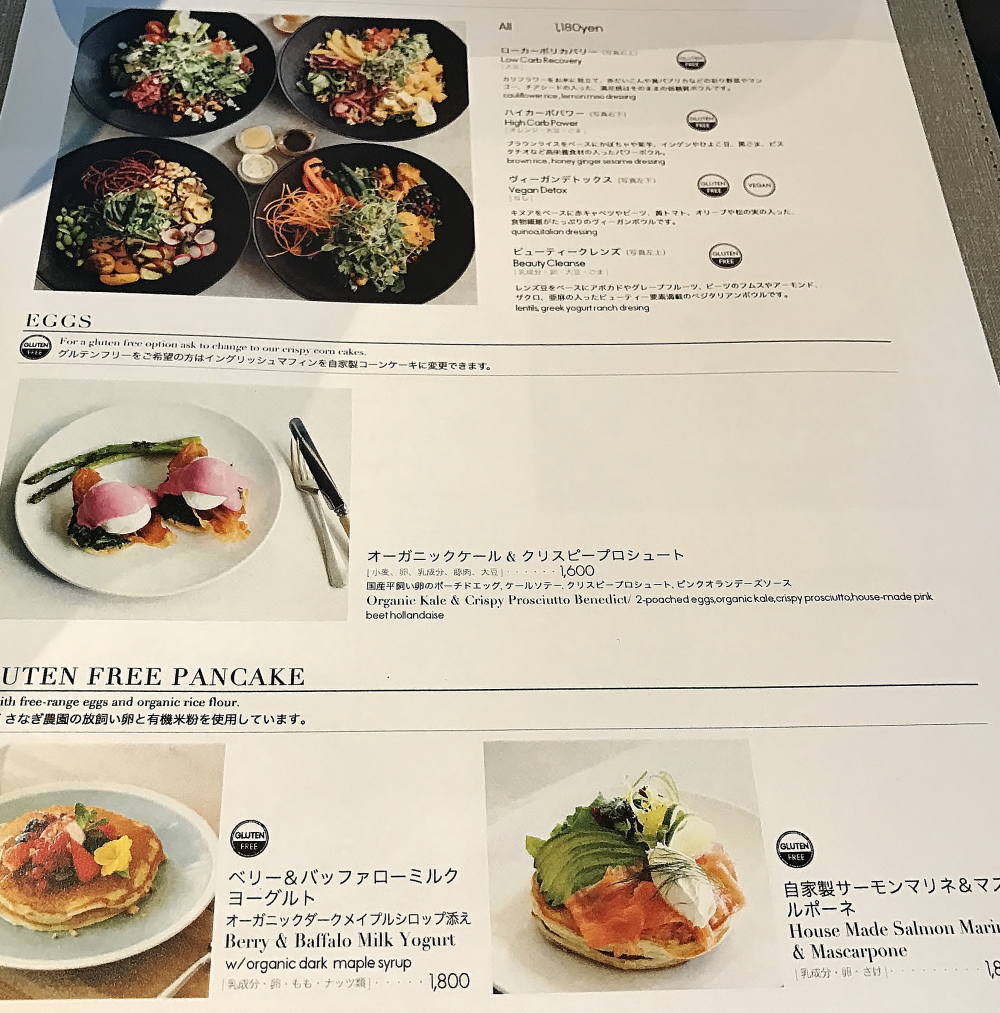 All 1,180yen
ローカーボリカバリー (写真右上)
Low Carb Recovery
GLUTEN FREE
カリフラワーをお米に見立て、赤だいこんや黄パプリカなどの彩り野菜やマン
ゴー、チアシードの入った、満足感はそのままの低糖質ボウルです。
cauliflower rice, lemon miso dressing
ハイカーボパワー (写真右下)
High Carb Power
[オレンジ・大豆・ごま]
GLUTEN FREE
ブラウンライスをベースにかぼちゃや紫芋、インゲンやひよこ豆、黒ごま、ピス
タチオなど高栄養食材の入ったパワーボウル。
brown rice, honey ginger sesame dressing
ヴィーガンデトックス (写真左下)
Vegan Detox
[なし]
GLUTEN FREE
VEGAN
キヌアをベースに赤キャベツやビーツ、黄トマト、オリーブや松の実の入った、
食物繊維がたっぷりのヴィーガンボウルです。
quinoa,italian dressing
ビューティークレンズ (写真左上)
Beauty Cleanse
[乳成分・卵・大豆・ごま]
GLUTEN FREE
レンズ豆をベースにアボカドやグレープフルーツ、ビーツのフムスやアーモンド、
ザクロ、亜麻の入ったビューティー要素満載のベジタリアンボウルです。
lentils, greek yogurt ranch dresing
EGGS
GLUTEN FREE
For a gluten free option ask to change to our crispy corn cakes.
グルテンフリーをご希望の方はイングリッシュマフィンを自家製コーンケーキに変更できます。
オーガニックケール & クリスピープロシュート
[小麦、卵、乳成分、豚肉、大豆]・・・・・・1,600
国産平飼い卵のポーチドエッグ, ケールソテー, クリスピープロシュート, ピンクオランデーズソース
Organic Kale & Crispy Prosciutto Benedict/ 2-poached eggs,organic kale,crispy prosciutto,house-made pink
beet hollandaise
LUTEN FREE PANCAKE
ith free-range eggs and organic rice flour.
さなぎ農園の放飼い卵と有機米粉を使用しています。
GLUTEN FREE
ベリー＆バッファローミルク
ヨーグルト
オーガニックダークメイプルシロップ添え
Berry & Baffalo Milk Yogurt
w/organic dark maple syrup
[乳成分・卵・もも・ナッツ類]・・・・・1,800
GLUTEN FREE
自家製サーモンマリネ＆マス
ルポーネ
House Made Salmon Marin
& Mascarpone
[乳成分・卵・さけ]・・・・・・・・1,8